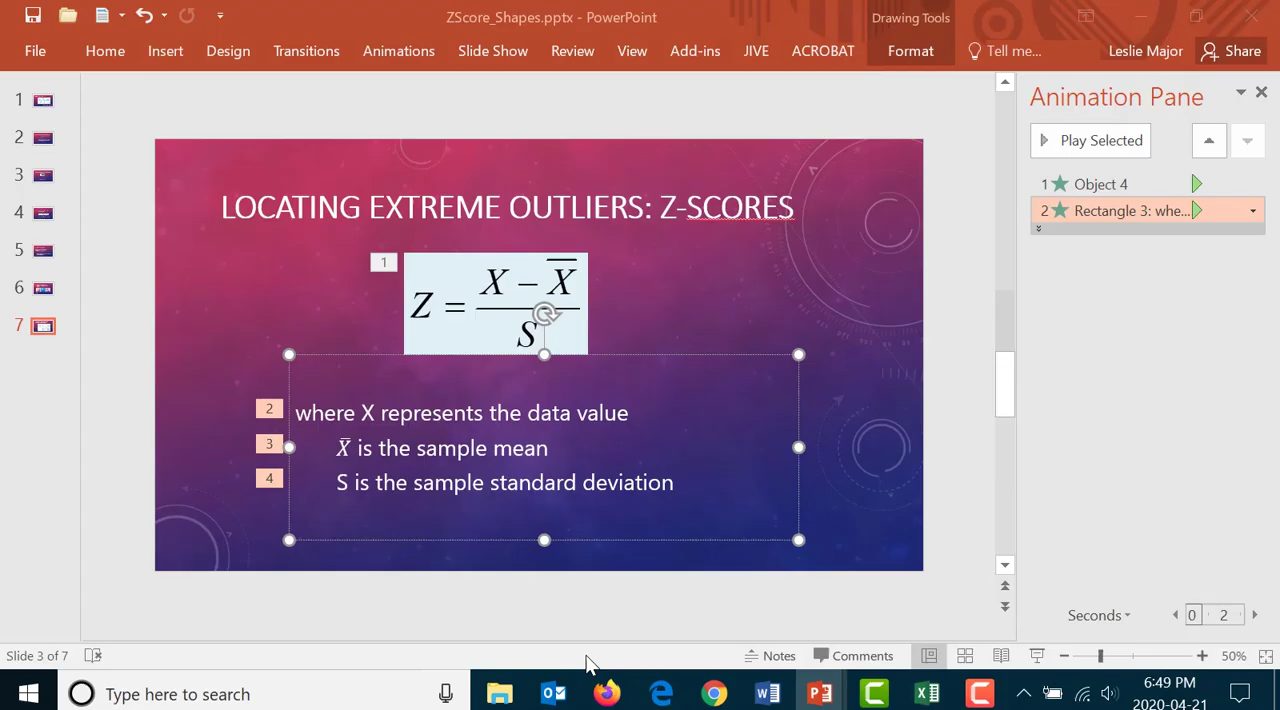 ZScore_Shapes.pptx - PowerPoint
Drawing Tools
File Home Insert Design Transitions Animations Slide Show Review View Add-ins JIVE ACROBAT Format Tell me... Leslie Major Share
1
2
3
4
5
6
7
LOCATING EXTREME OUTLIERS: Z-SCORES
1
Z = (X − X̅) / S
2 where X represents the data value
3 X̅ is the sample mean
4 S is the sample standard deviation
Animation Pane
Play Selected
1 Object 4
2 Rectangle 3: whe...
Seconds 0 2
Slide 3 of 7 Notes Comments 50%
Type here to search
6:49 PM
2020-04-21